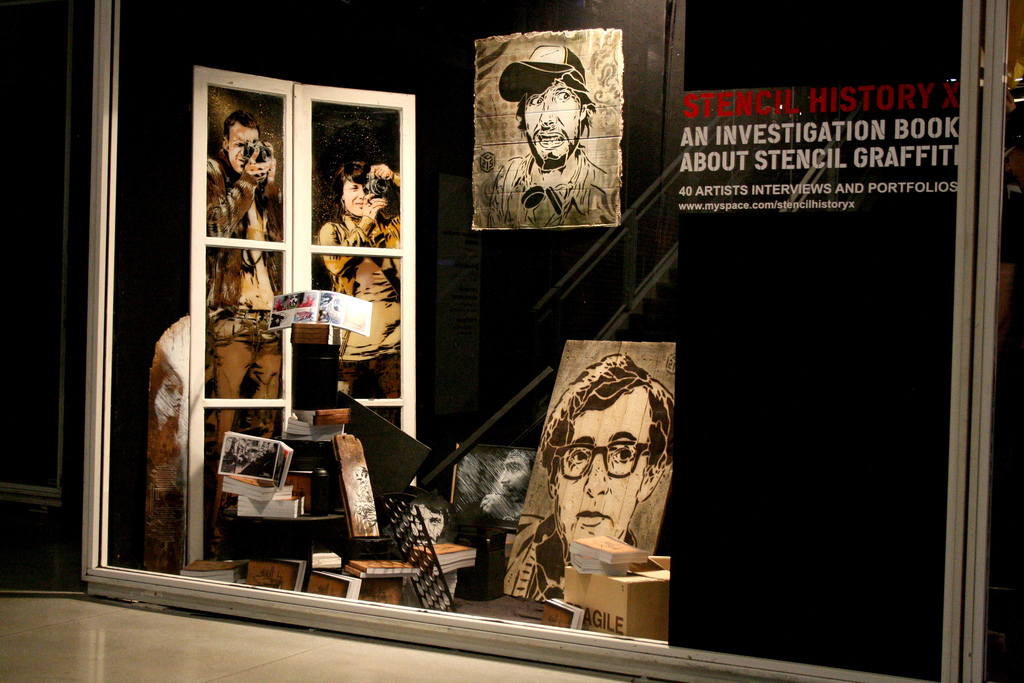 STENCIL HISTORY X
AN INVESTIGATION BOOK
ABOUT STENCIL GRAFFITI
40 ARTISTS INTERVIEWS AND PORTFOLIOS
www.myspace.com/stencilhistoryx
AGILE